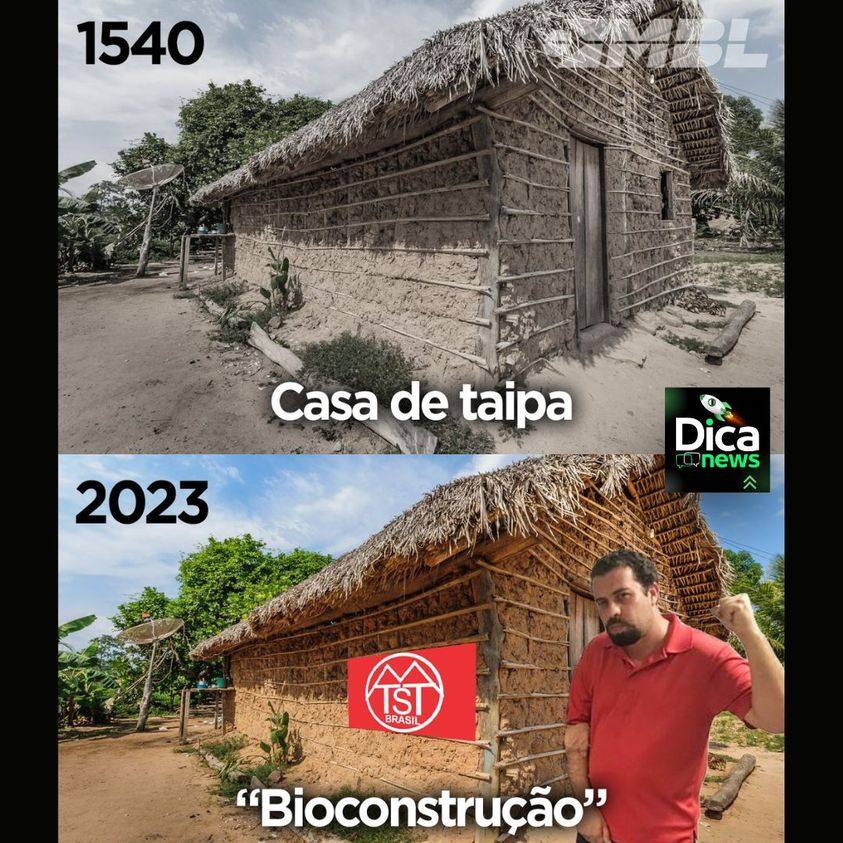 1540
MBL
Casa de taipa
Dica
news
2023
MTST
BRASIL
“Bioconstrução”